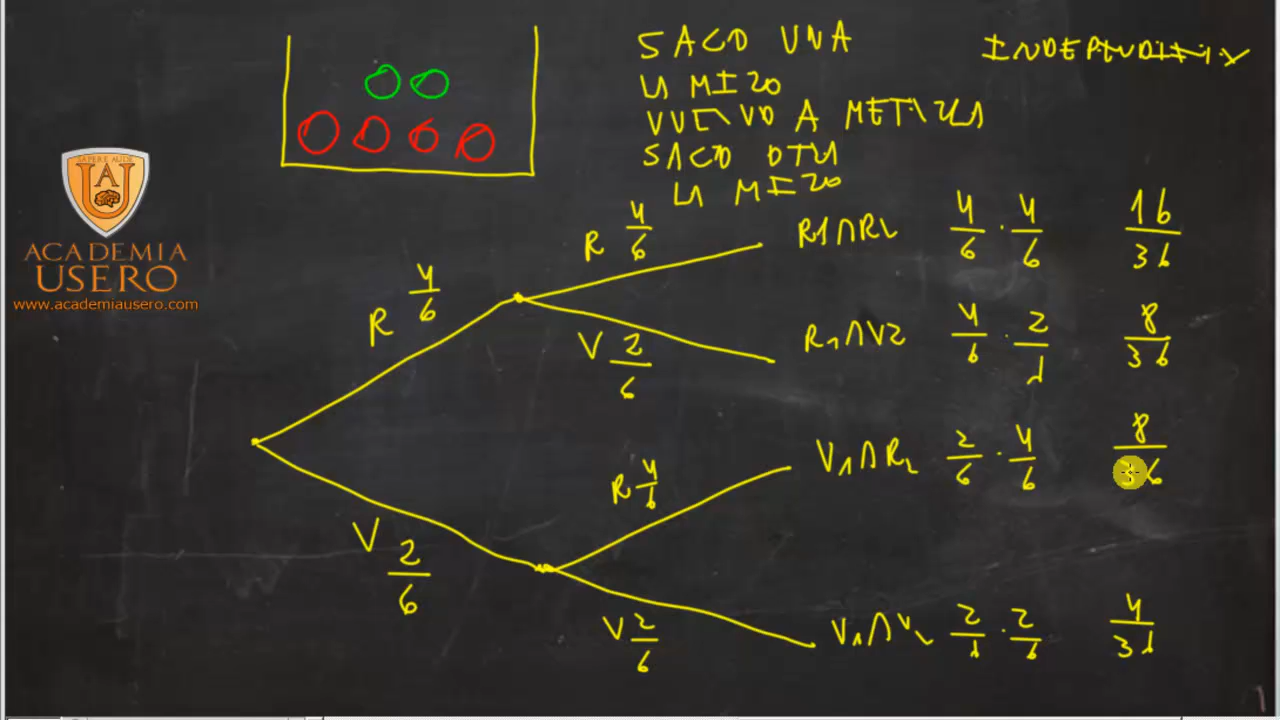 SACO UNA
LA MIRO
VUELVO A METERLA
SACO OTRA
LA MIRO
SAPERE AUDE
UA
ACADEMIA
USERO
www.academiausero.com
R 4/6
R 4/6
V 2/6
R1∩R2 4/6 · 4/6 16/36
R1∩V2 4/6 · 2/6 8/36
V 2/6
R 4/6
V 2/6
V1∩R2 2/6 · 4/6 8/36
V1∩V2 2/6 · 2/6 4/36